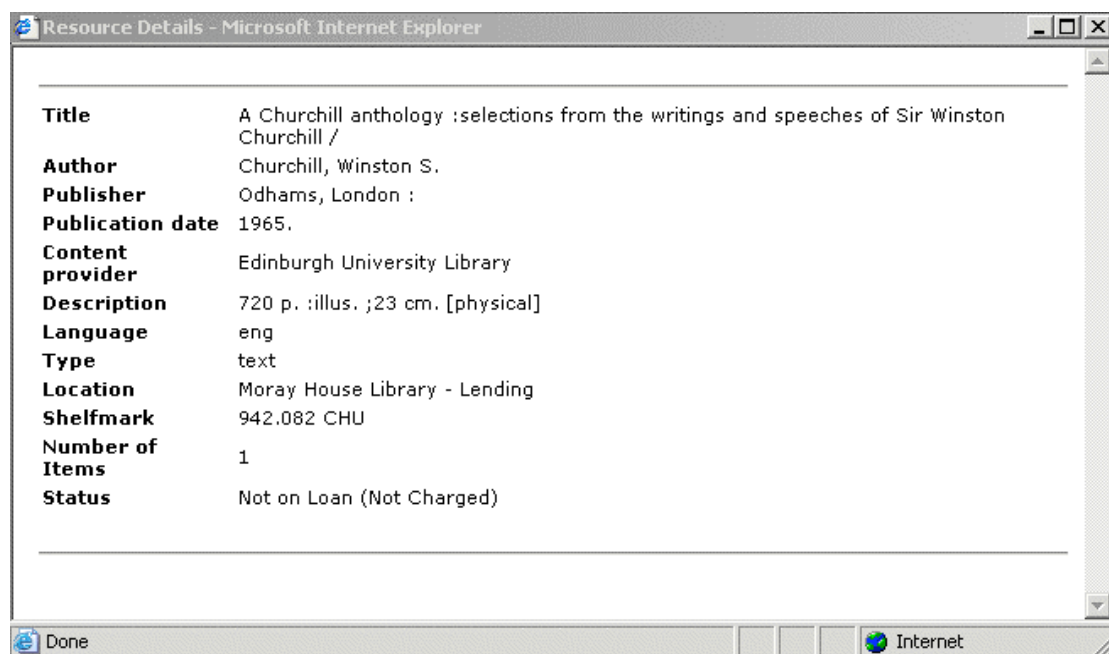 Resource Details - Microsoft Internet Explorer
Title A Churchill anthology :selections from the writings and speeches of Sir Winston
Churchill /
Author Churchill, Winston S.
Publisher Odhams, London :
Publication date 1965.
Content
provider Edinburgh University Library
Description 720 p. :illus. ;23 cm. [physical]
Language eng
Type text
Location Moray House Library - Lending
Shelfmark 942.082 CHU
Number of
Items 1
Status Not on Loan (Not Charged)
Done Internet